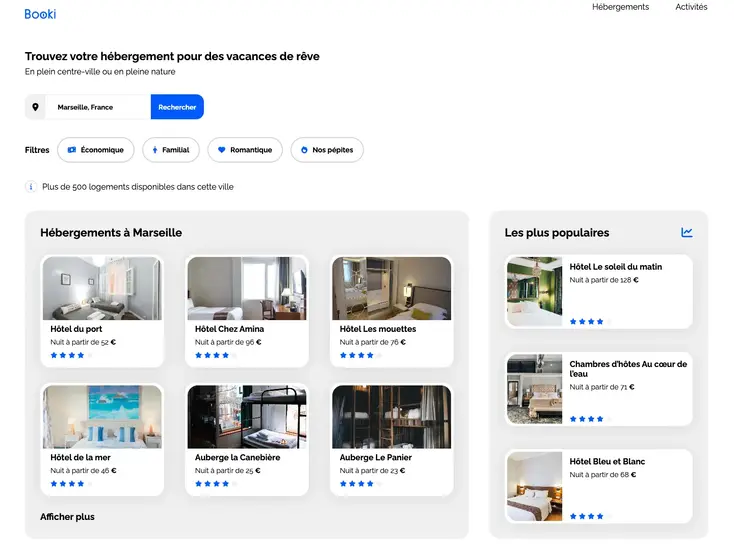 Booki
Hébergements
Activités
Trouvez votre hébergement pour des vacances de rêve
En plein centre-ville ou en pleine nature
Marseille, France
Rechercher
Filtres
Économique
Familial
Romantique
Nos pépites
Plus de 500 logements disponibles dans cette ville
Hébergements à Marseille
Hôtel du port
Nuit à partir de 52 €
Hôtel Chez Amina
Nuit à partir de 96 €
Hôtel Les mouettes
Nuit à partir de 76 €
Hôtel de la mer
Nuit à partir de 46 €
Auberge la Canebière
Nuit à partir de 25 €
Auberge Le Panier
Nuit à partir de 23 €
Afficher plus
Les plus populaires
Hôtel Le soleil du matin
Nuit à partir de 128 €
Chambres d'hôtes Au cœur de
l'eau
Nuit à partir de 71 €
Hôtel Bleu et Blanc
Nuit à partir de 68 €